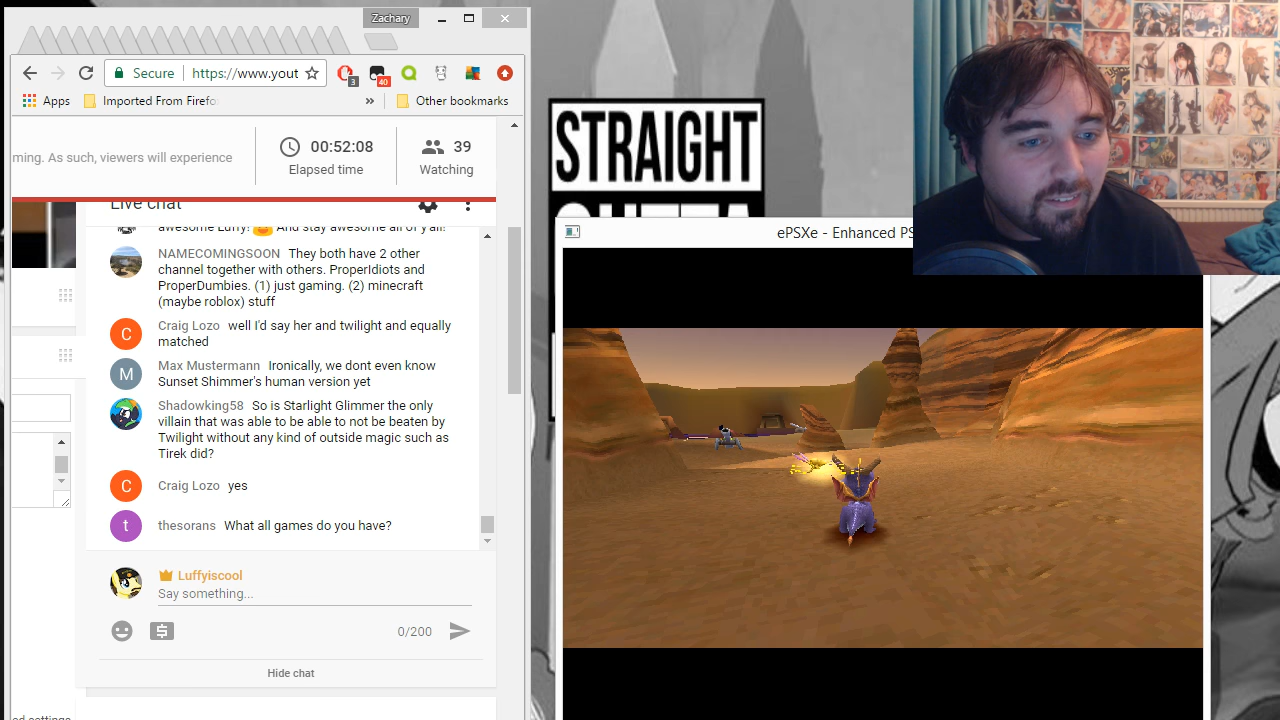 Zachary
Secure
https://www.yout
3
40
Apps
Imported From Firefo
»
Other bookmarks
ming. As such, viewers will experience
00:52:08
Elapsed time
39
Watching
Live chat
awesome Luffy! And stay awesome all of y'all!
NAMECOMINGSOON They both have 2 other
channel together with others. ProperIdiots and
ProperDumbies. (1) just gaming. (2) minecraft
(maybe roblox) stuff
C
Craig Lozo well I'd say her and twilight and equally
matched
M
Max Mustermann Ironically, we dont even know
Sunset Shimmer's human version yet
Shadowking58 So is Starlight Glimmer the only
villain that was able to be able to not be beaten by
Twilight without any kind of outside magic such as
Tirek did?
C
Craig Lozo yes
t
thesorans What all games do you have?
Luffyiscool
Say something...
0/200
Hide chat
ed settings
STRAIGHT
OUTTA
ePSXe - Enhanced PS